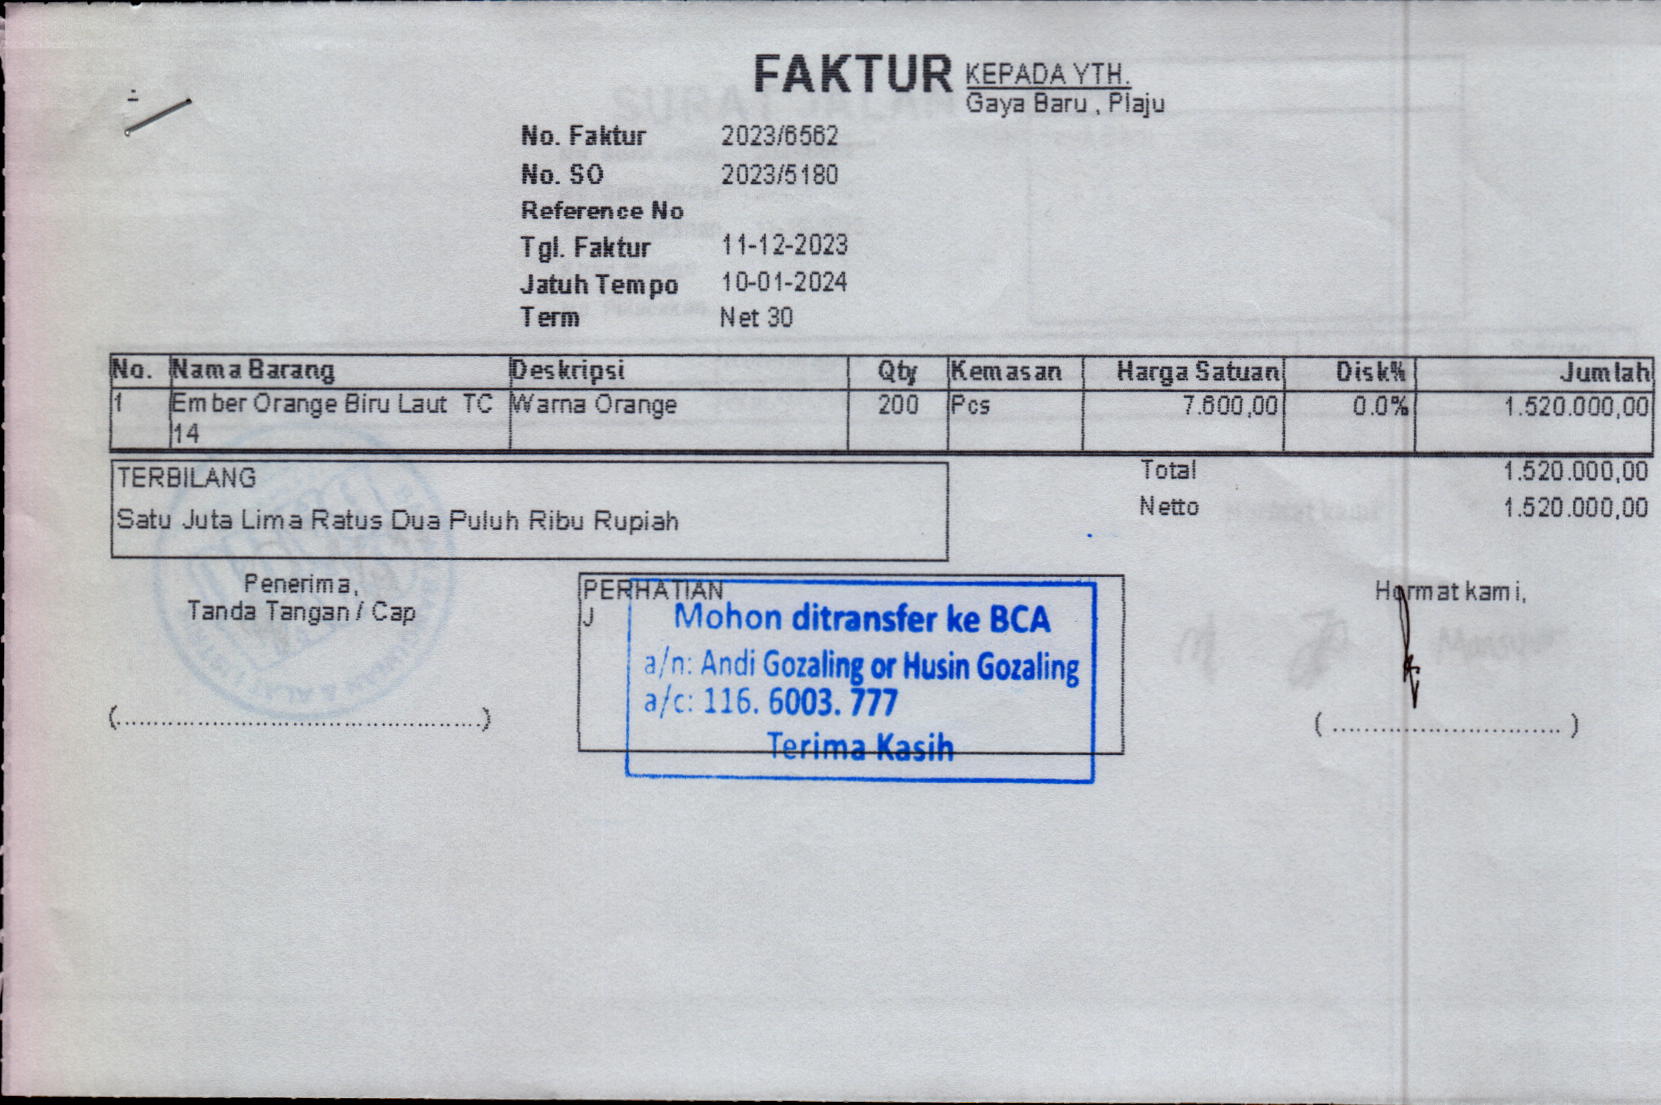 FAKTUR
KEPADA YTH.
Gaya Baru , Plaju
No. Faktur 2023/6562
No. SO 2023/5180
Reference No
Tgl. Faktur 11-12-2023
Jatuh Tempo 10-01-2024
Term Net 30
No. Nama Barang Deskripsi Qty Kemasan Harga Satuan Disk% Jumlah
1 Ember Orange Biru Laut TC Warna Orange 200 Pcs 7.600,00 0.0% 1.520.000,00
14
TERBILANG
Satu Juta Lima Ratus Dua Puluh Ribu Rupiah
Total 1.520.000,00
Netto 1.520.000,00
Penerima,
Tanda Tangan / Cap
(................................................)
PERHATIAN
J
Mohon ditransfer ke BCA
a/n: Andi Gozaling or Husin Gozaling
a/c: 116. 6003. 777
Terima Kasih
Hormat kami,
( .............................. )
SURAT JALAN